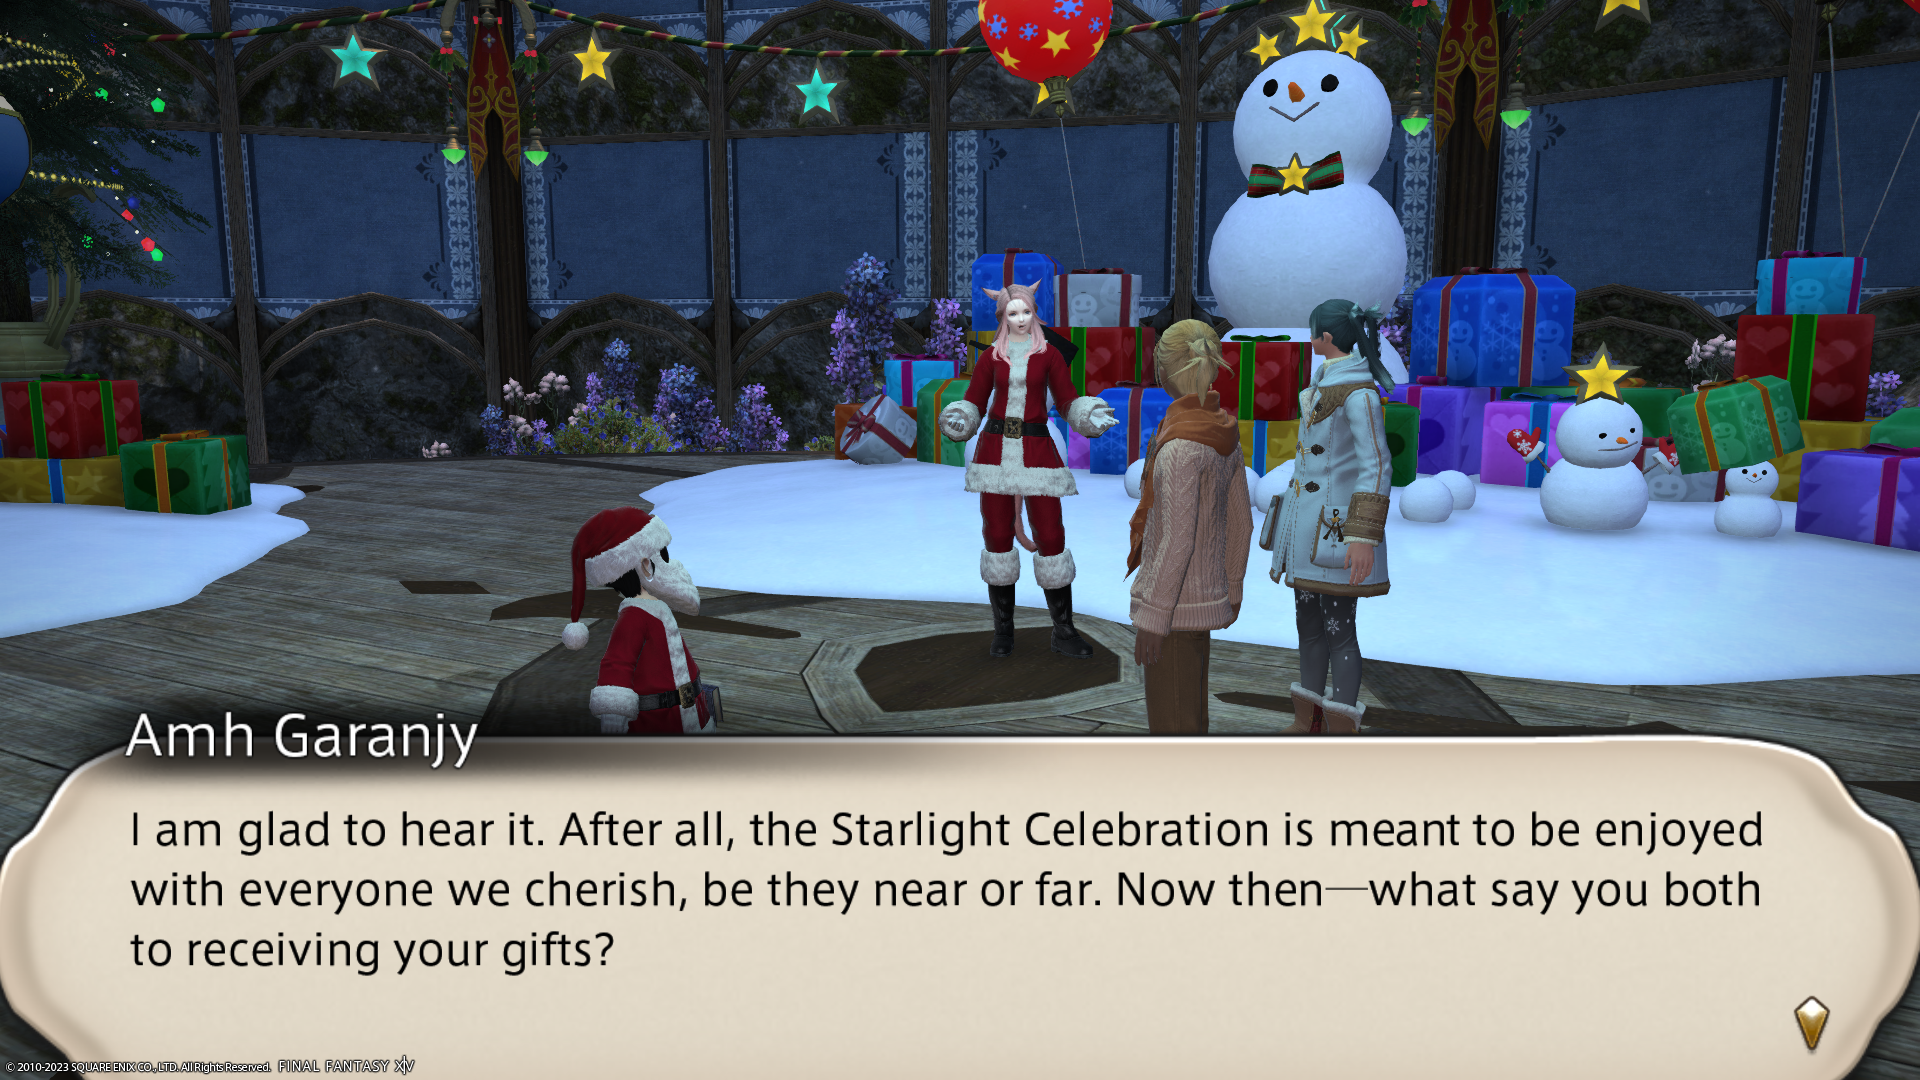 Amh Garanjy
I am glad to hear it. After all, the Starlight Celebration is meant to be enjoyed
with everyone we cherish, be they near or far. Now then—what say you both
to receiving your gifts?
© 2010-2023 SQUARE ENIX CO., LTD. All Rights Reserved. FINAL FANTASY XIV